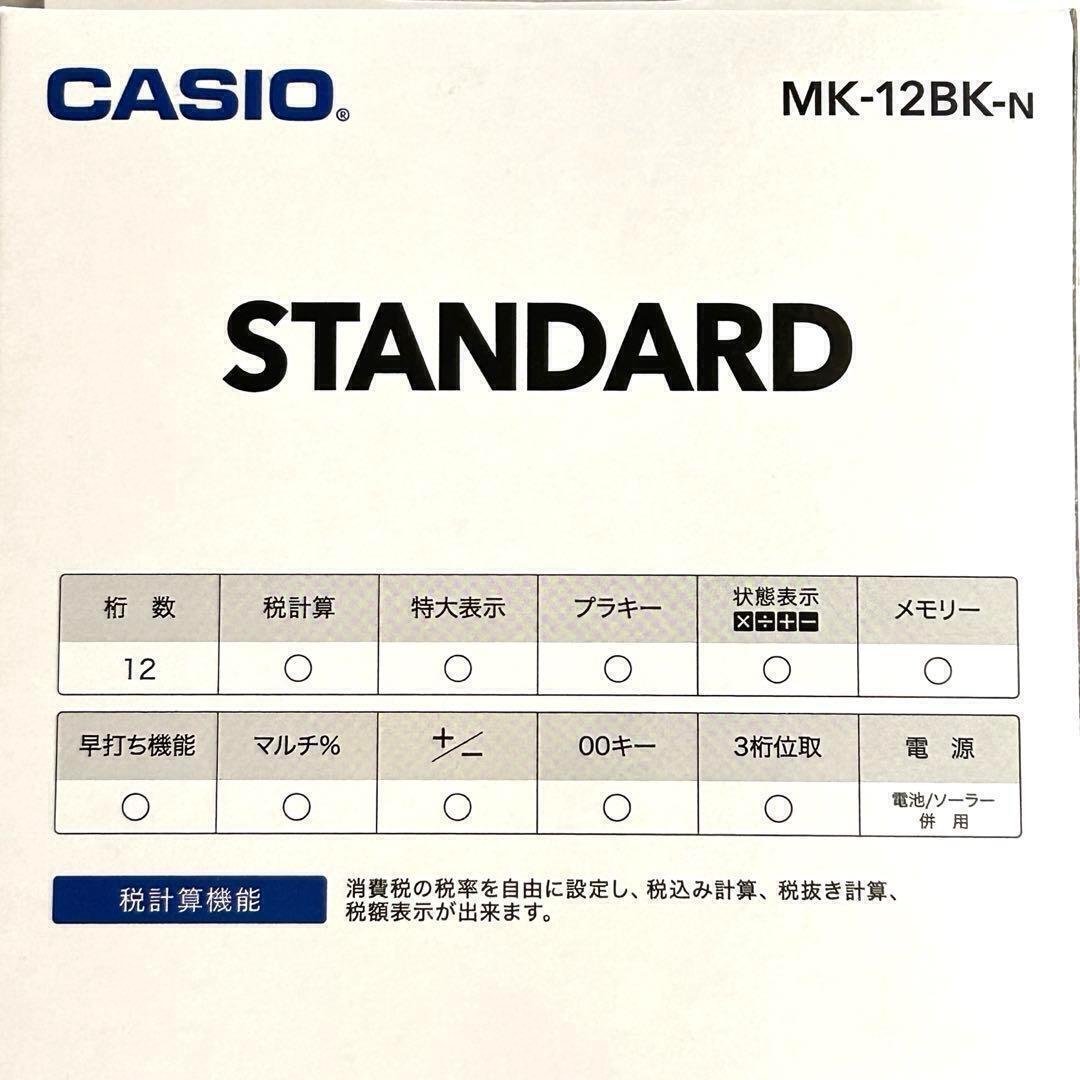 CASIO®
MK-12BK-N
STANDARD
桁 数 税計算 特大表示 プラキー 状態表示 メモリー
×÷+−
12 ○ ○ ○ ○ ○
早打ち機能 マルチ% +/− 00キー 3桁位取 電 源
○ ○ ○ ○ ○ 電池/ソーラー
併 用
税計算機能
消費税の税率を自由に設定し、税込み計算、税抜き計算、
税額表示が出来ます。